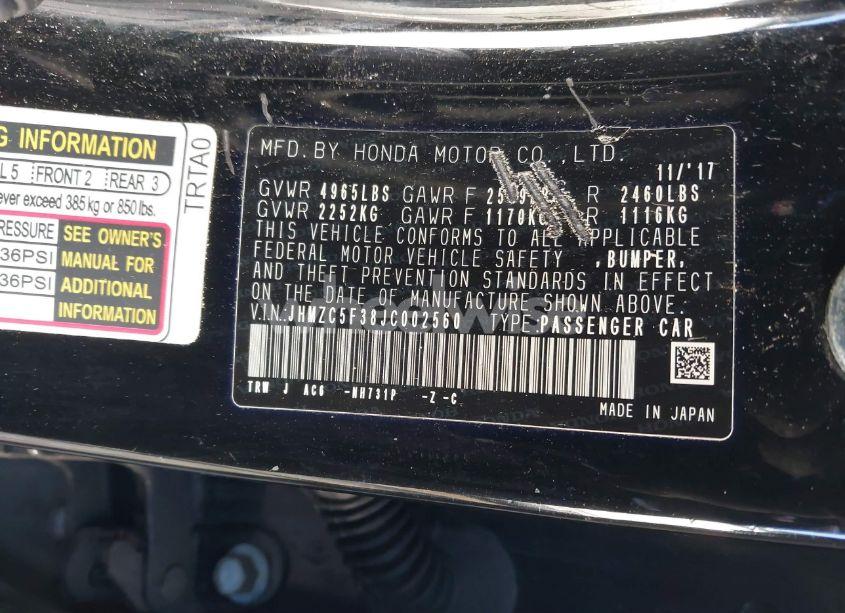 G INFORMATION
L 5 FRONT 2 REAR 3
ever exceed 385 kg or 850 lbs.
PRESSURE SEE OWNER'S
36PSI MANUAL FOR
36PSI ADDITIONAL
INFORMATION
TRTA0
MFD. BY HONDA MOTOR CO., LTD.
11/'17
GVWR 4965LBS GAWR F R 2460LBS
GVWR 2252KG GAWR F 1170KG R 1116KG
THIS VEHICLE CONFORMS TO ALL APPLICABLE
FEDERAL MOTOR VEHICLE SAFETY ,BUMPER,
AND THEFT PREVENTION STANDARDS IN EFFECT
ON THE DATE OF MANUFACTURE SHOWN ABOVE.
V.I.N.:JHMZC5F38JC002560 TYPE:PASSENGER CAR
TRW J AC6 -NH731P -Z -C
MADE IN JAPAN